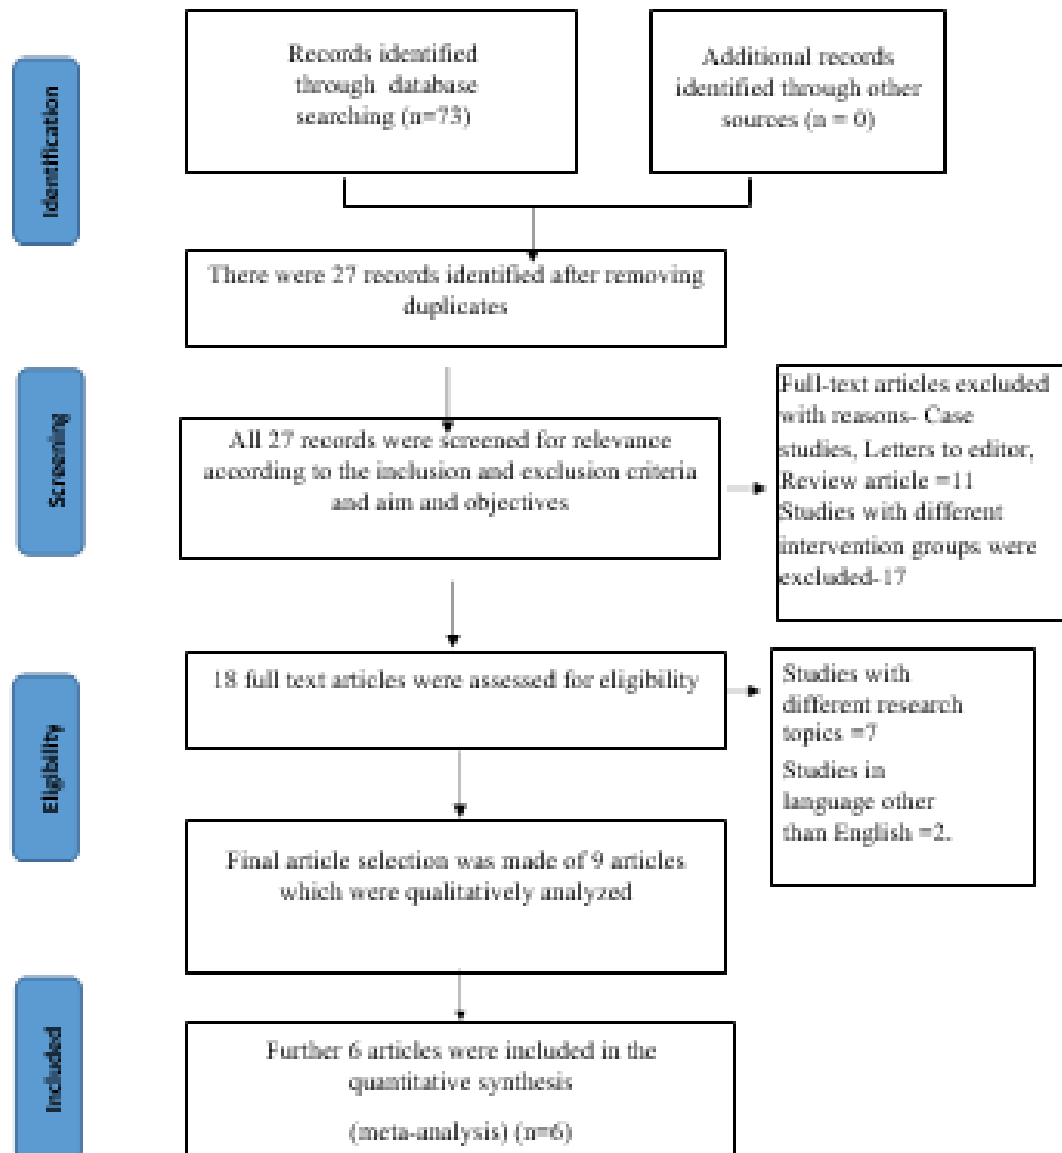 Identification
Records identified
through database
searching (n=73)
Additional records
identified through other
sources (n = 0)
There were 27 records identified after removing
duplicates
Screening
All 27 records were screened for relevance
according to the inclusion and exclusion criteria
and aim and objectives
Full-text articles excluded
with reasons- Case
studies, Letters to editor,
Review article =11
Studies with different
intervention groups were
excluded-17
Eligibility
18 full text articles were assessed for eligibility
Studies with
different research
topics =7
Studies in
language other
than English =2.
Final article selection was made of 9 articles
which were qualitatively analyzed
Included
Further 6 articles were included in the
quantitative synthesis
(meta-analysis) (n=6)